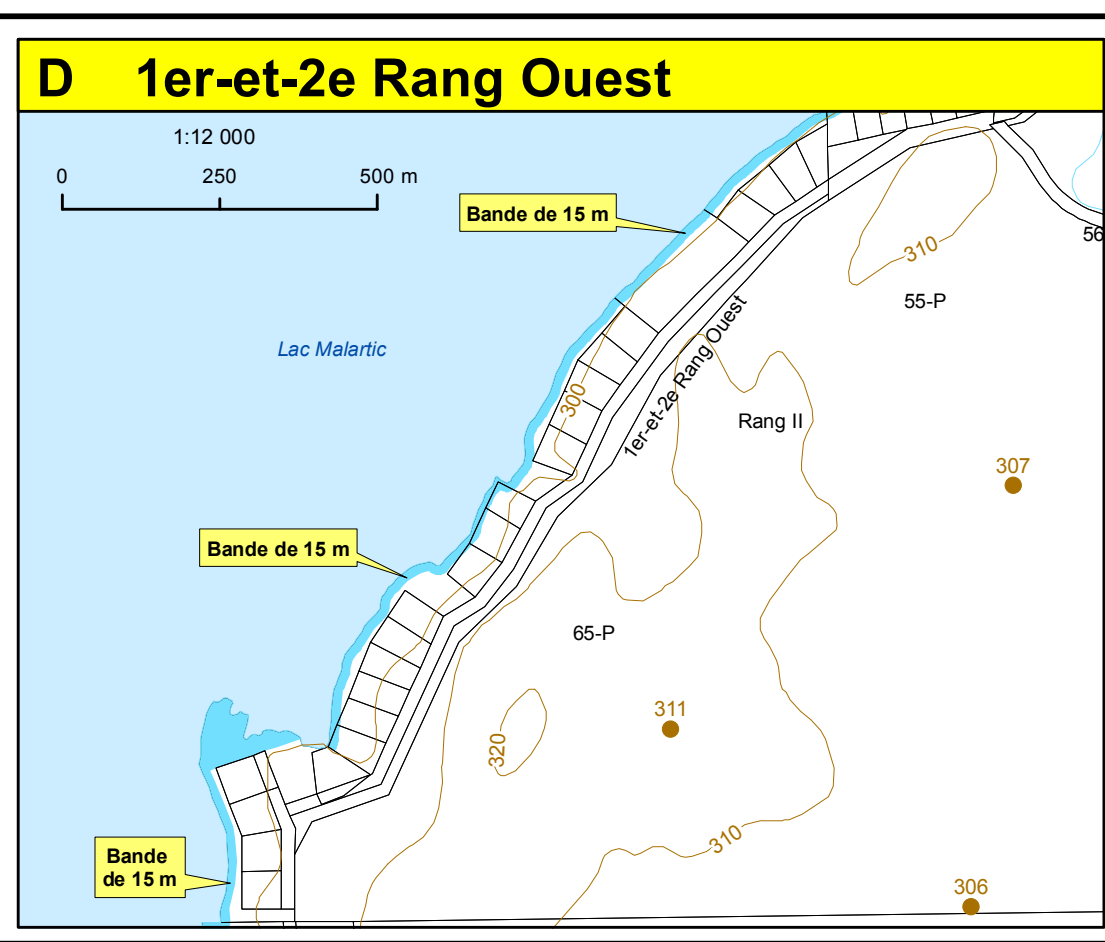 D 1er-et-2e Rang Ouest
1:12 000
0 250 500 m
Bande de 15 m
56
310
55-P
Lac Malartic
1er-et-2e Rang Ouest
300
Rang II
307
Bande de 15 m
65-P
311
320
310
Bande
de 15 m
306